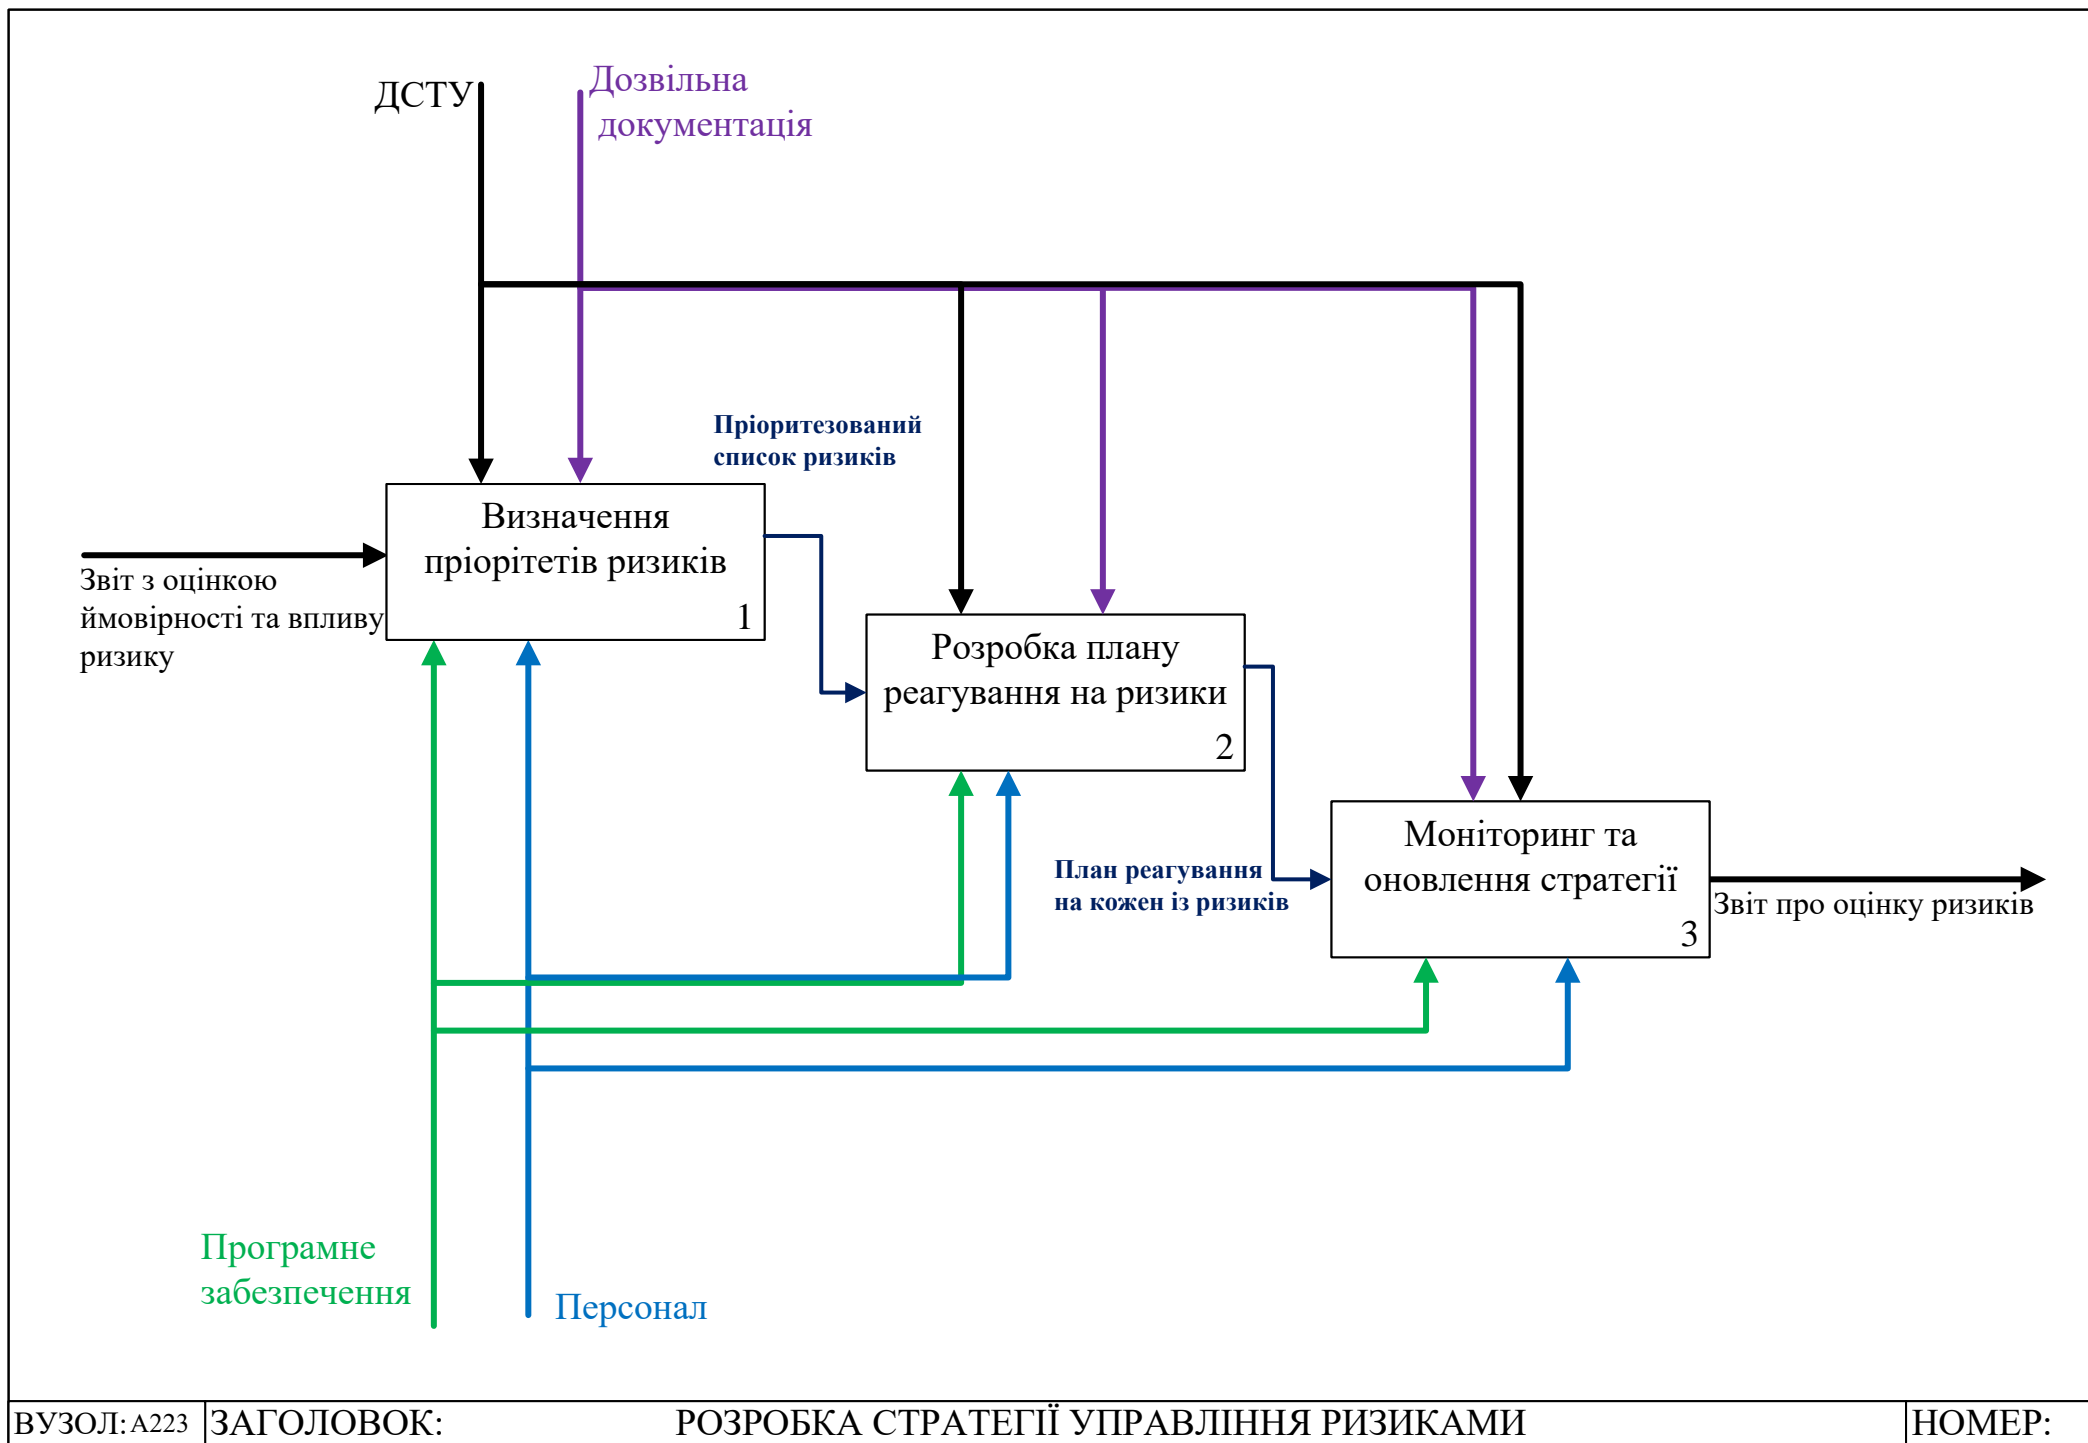 ДСТУ
Дозвільна
документація
Пріоритезований
список ризиків
Визначення
пріорітетів ризиків
1
Звіт з оцінкою
ймовірності та впливу
ризику
Розробка плану
реагування на ризики
2
План реагування
на кожен із ризиків
Моніторинг та
оновлення стратегії
3
Звіт про оцінку ризиків
Програмне
забезпечення
Персонал
ВУЗОЛ: А223 ЗАГОЛОВОК: РОЗРОБКА СТРАТЕГІЇ УПРАВЛІННЯ РИЗИКАМИ НОМЕР: